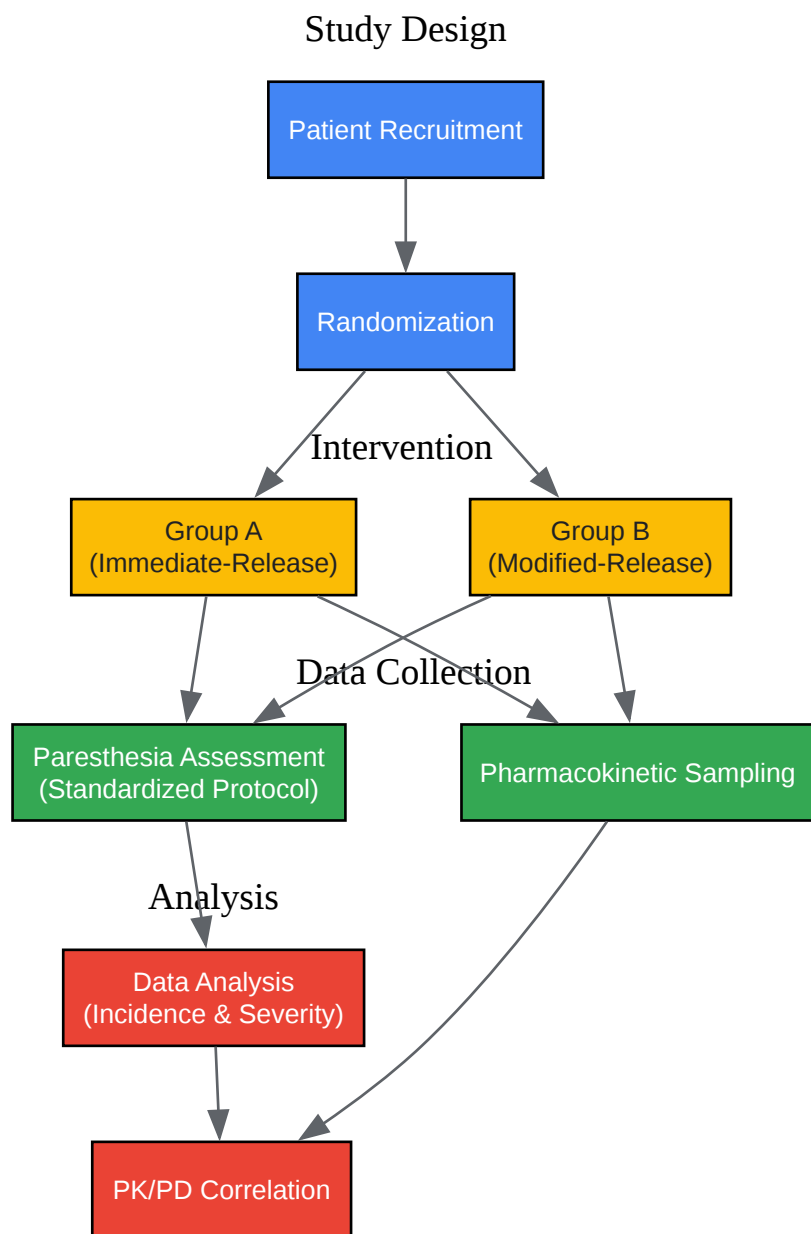 Study Design
Patient Recruitment
Randomization
Intervention
Group A
(Immediate-Release)
Group B
(Modified-Release)
Data Collection
Paresthesia Assessment
(Standardized Protocol)
Pharmacokinetic Sampling
Analysis
Data Analysis
(Incidence & Severity)
PK/PD Correlation